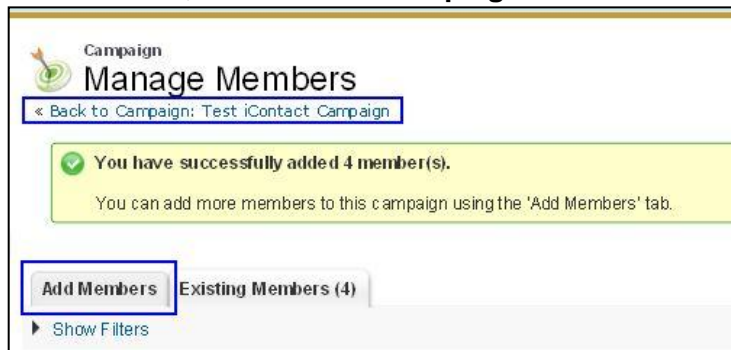 Campaign
Manage Members
« Back to Campaign: Test iContact Campaign
You have successfully added 4 member(s).
You can add more members to this campaign using the 'Add Members' tab.
Add Members Existing Members (4)
Show Filters